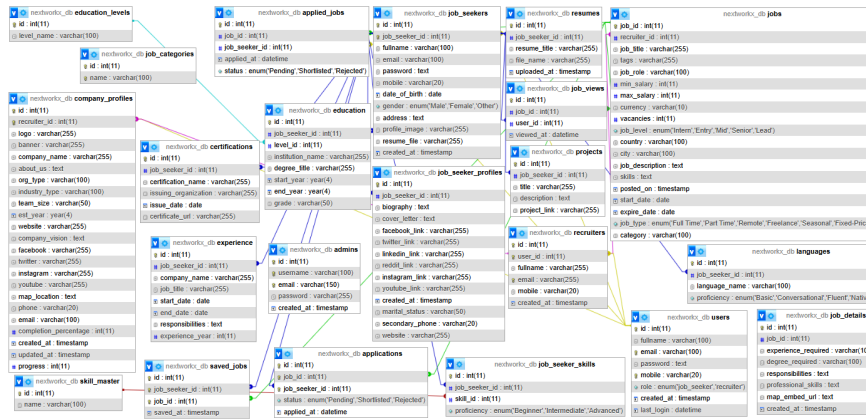 nextworkx_db education_levels
id : int(11)
level_name : varchar(100)
nextworkx_db job_categories
id : int(11)
name : varchar(100)
nextworkx_db company_profiles
id : int(11)
recruiter_id : int(11)
logo : varchar(255)
banner : varchar(255)
company_name : varchar(255)
about_us : text
org_type : varchar(100)
industry_type : varchar(100)
team_size : varchar(50)
est_year : year(4)
website : varchar(255)
company_vision : text
facebook : varchar(255)
twitter : varchar(255)
instagram : varchar(255)
youtube : varchar(255)
map_location : text
phone : varchar(20)
email : varchar(100)
completion_percentage : int(11)
created_at : timestamp
updated_at : timestamp
progress : int(11)
nextworkx_db skill_master
id : int(11)
name : varchar(100)
nextworkx_db certifications
id : int(11)
job_seeker_id : int(11)
certification_name : varchar(255)
issuing_organization : varchar(255)
issue_date : date
certificate_url : varchar(255)
nextworkx_db experience
id : int(11)
job_seeker_id : int(11)
company_name : varchar(255)
job_title : varchar(255)
start_date : date
end_date : date
responsibilities : text
experience_year : int(11)
nextworkx_db saved_jobs
id : int(11)
job_seeker_id : int(11)
job_id : int(11)
saved_at : timestamp
nextworkx_db applied_jobs
id : int(11)
job_id : int(11)
job_seeker_id : int(11)
applied_at : datetime
status : enum('Pending','Shortlisted','Rejected')
nextworkx_db education
id : int(11)
job_seeker_id : int(11)
level_id : int(11)
institution_name : varchar(255)
degree_title : varchar(255)
start_year : year(4)
end_year : year(4)
grade : varchar(50)
nextworkx_db admins
id : int(11)
username : varchar(100)
email : varchar(150)
password : varchar(255)
created_at : timestamp
nextworkx_db applications
id : int(11)
job_id : int(11)
job_seeker_id : int(11)
status : enum('Pending','Shortlisted','Rejected')
applied_at : datetime
nextworkx_db job_seekers
id : int(11)
job_seeker_id : int(11)
fullname : varchar(100)
email : varchar(100)
password : text
mobile : varchar(20)
date_of_birth : date
gender : enum('Male','Female','Other')
address : text
profile_image : varchar(255)
resume_file : varchar(255)
created_at : timestamp
nextworkx_db job_seeker_profiles
id : int(11)
job_seeker_id : int(11)
biography : text
cover_letter : text
facebook_link : varchar(255)
twitter_link : varchar(255)
linkedin_link : varchar(255)
reddit_link : varchar(255)
instagram_link : varchar(255)
youtube_link : varchar(255)
created_at : timestamp
marital_status : varchar(50)
secondary_phone : varchar(20)
website : varchar(255)
nextworkx_db job_seeker_skills
id : int(11)
job_seeker_id : int(11)
skill_id : int(11)
proficiency : enum('Beginner','Intermediate','Advanced')
nextworkx_db resumes
id : int(11)
job_seeker_id : int(11)
resume_title : varchar(255)
file_name : varchar(255)
uploaded_at : timestamp
nextworkx_db job_views
id : int(11)
job_id : int(11)
user_id : int(11)
viewed_at : datetime
nextworkx_db projects
id : int(11)
job_seeker_id : int(11)
title : varchar(255)
description : text
project_link : varchar(255)
nextworkx_db recruiters
id : int(11)
user_id : int(11)
fullname : varchar(255)
email : varchar(255)
mobile : varchar(20)
created_at : timestamp
nextworkx_db jobs
job_id : int(11)
recruiter_id : int(11)
job_title : varchar(255)
tags : varchar(255)
job_role : varchar(100)
min_salary : int(11)
max_salary : int(11)
currency : varchar(10)
vacancies : int(11)
job_level : enum('Intern','Entry','Mid','Senior','Lead')
country : varchar(100)
city : varchar(100)
job_description : text
skills : text
posted_on : timestamp
start_date : date
expire_date : date
job_type : enum('Full Time','Part Time','Remote','Freelance','Seasonal','Fixed-Pric
category : varchar(100)
nextworkx_db languages
id : int(11)
job_seeker_id : int(11)
language_name : varchar(100)
proficiency : enum('Basic','Conversational','Fluent','Nativ
nextworkx_db users
id : int(11)
fullname : varchar(100)
email : varchar(100)
password : text
mobile : varchar(20)
role : enum('job_seeker','recruiter')
created_at : timestamp
last_login : datetime
nextworkx_db job_details
id : int(11)
job_id : int(11)
experience_required : varchar(10
degree_required : varchar(100)
responsibilities : text
professional_skills : text
map_embed_url : text
created_at : timestamp